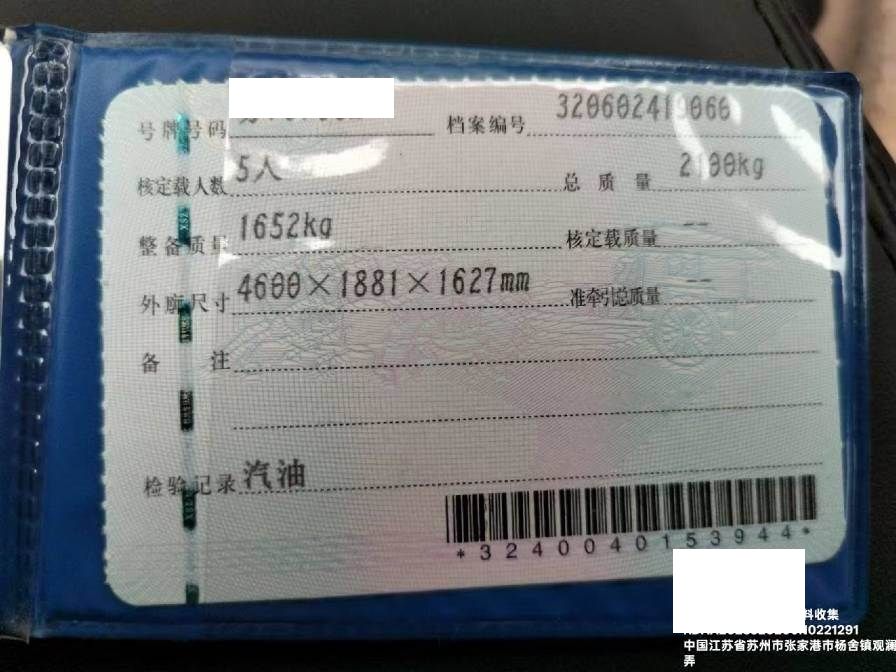 号牌号码
档案编号 320602419060
核定载人数 5人
总质量 2100kg
整备质量 1652kg
核定载质量 --
外廓尺寸 4600×1881×1627mm
准牵引总质量 --
备注
检验记录 汽油
*3240040153944*
料收集
10221291
中国江苏省苏州市张家港市杨舍镇观澜
弄